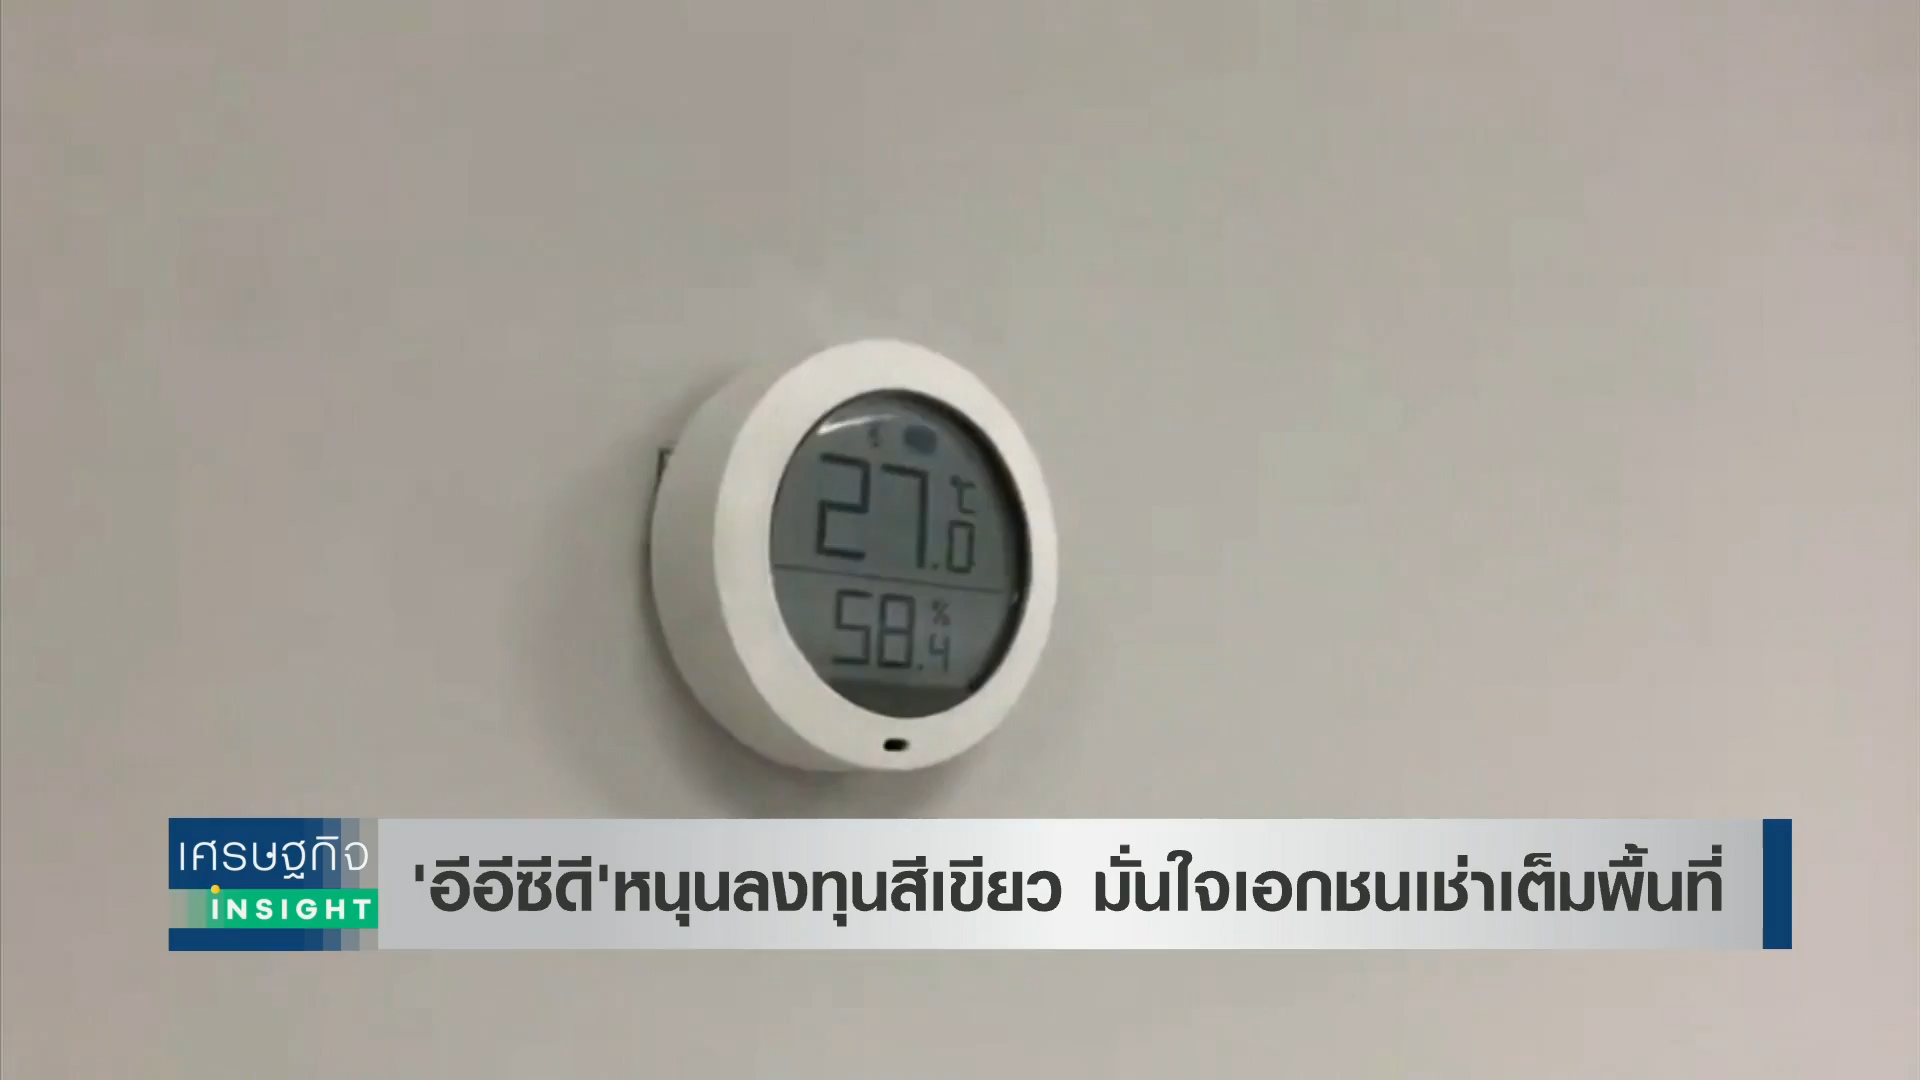 27.0 ℃
58.4 %
เศรษฐกิจ
INSIGHT
'อีอีซีดี'หนุนลงทุนสีเขียว มั่นใจเอกชนเช่าเต็มพื้นที่